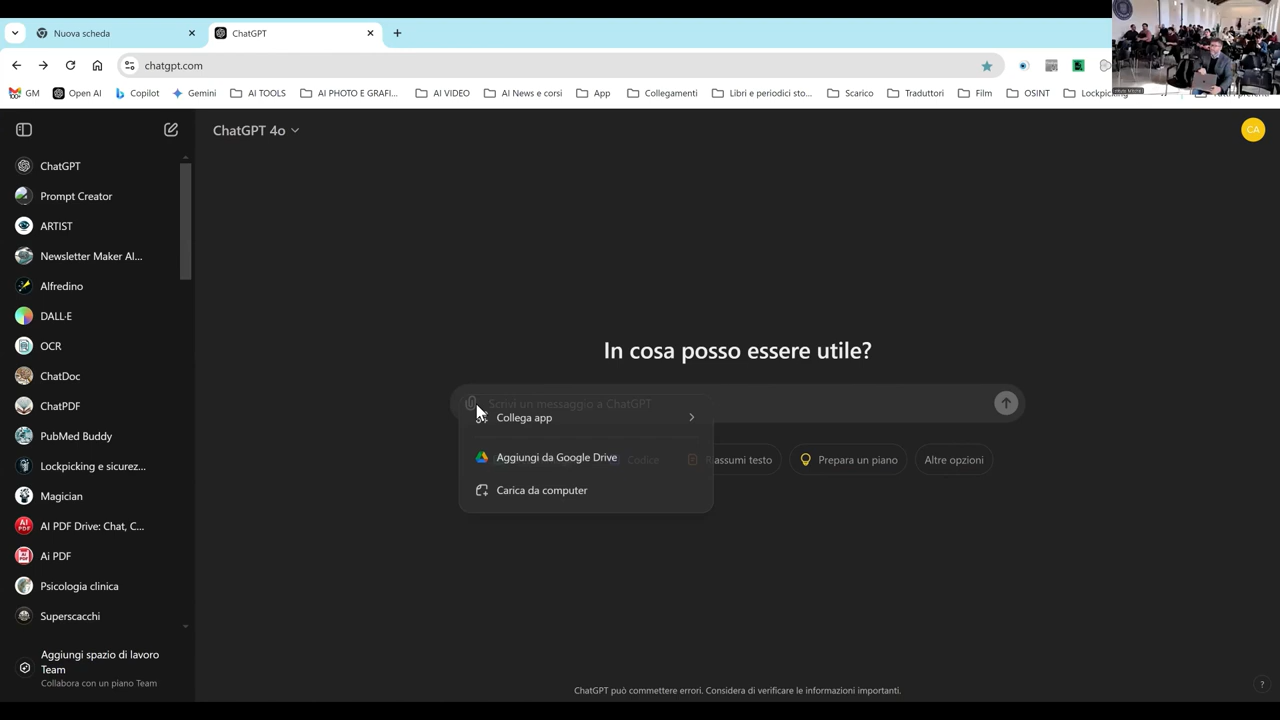 Nuova scheda
ChatGPT
chatgpt.com
GM
Open AI
Copilot
Gemini
AI TOOLS
AI PHOTO E GRAFI...
AI VIDEO
AI News e corsi
App
Collegamenti
Libri e periodici sto...
Scarico
Traduttori
Film
OSINT
Lockpicking
ChatGPT 4o
CA
ChatGPT
Prompt Creator
ARTIST
Newsletter Maker AI...
Alfredino
DALL·E
OCR
ChatDoc
ChatPDF
PubMed Buddy
Lockpicking e sicurez...
Magician
AI PDF Drive: Chat, C...
Ai PDF
Psicologia clinica
Superscacchi
Aggiungi spazio di lavoro
Team
Collabora con un piano Team
In cosa posso essere utile?
Scrivi un messaggio a ChatGPT
Collega app
Aggiungi da Google Drive
Carica da computer
Codice
Riassumi testo
Prepara un piano
Altre opzioni
ChatGPT può commettere errori. Considera di verificare le informazioni importanti.
?